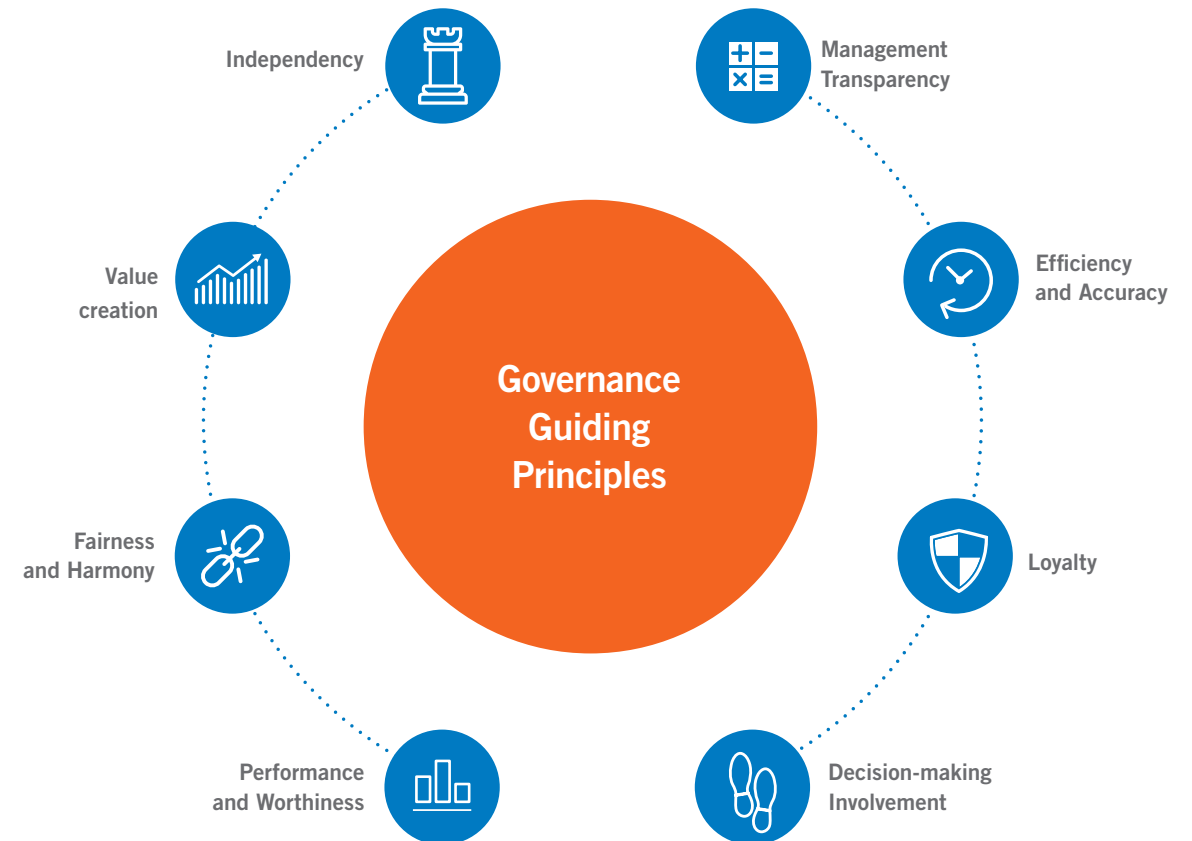 Independency
Management
Transparency
Value
creation
Efficiency
and Accuracy
Governance
Guiding
Principles
Fairness
and Harmony
Loyalty
Performance
and Worthiness
Decision-making
Involvement